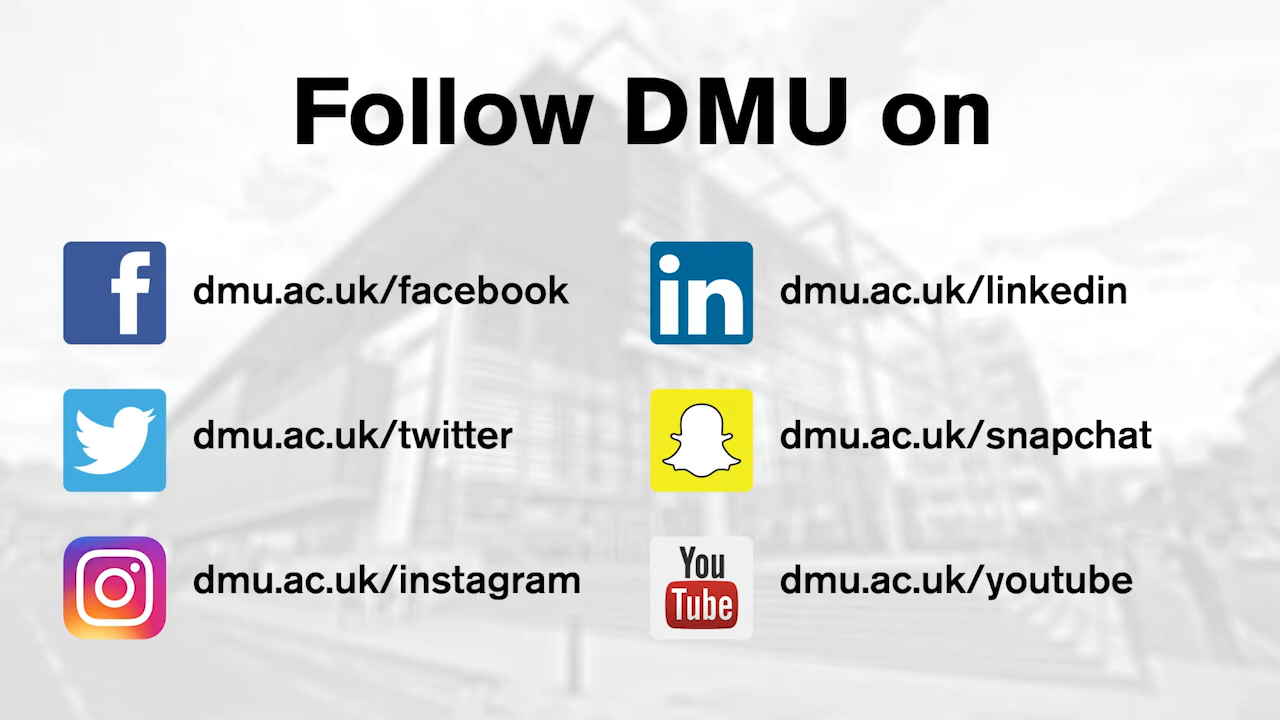 Follow DMU on
dmu.ac.uk/facebook
dmu.ac.uk/twitter
dmu.ac.uk/instagram
in
dmu.ac.uk/linkedin
dmu.ac.uk/snapchat
You
Tube
dmu.ac.uk/youtube